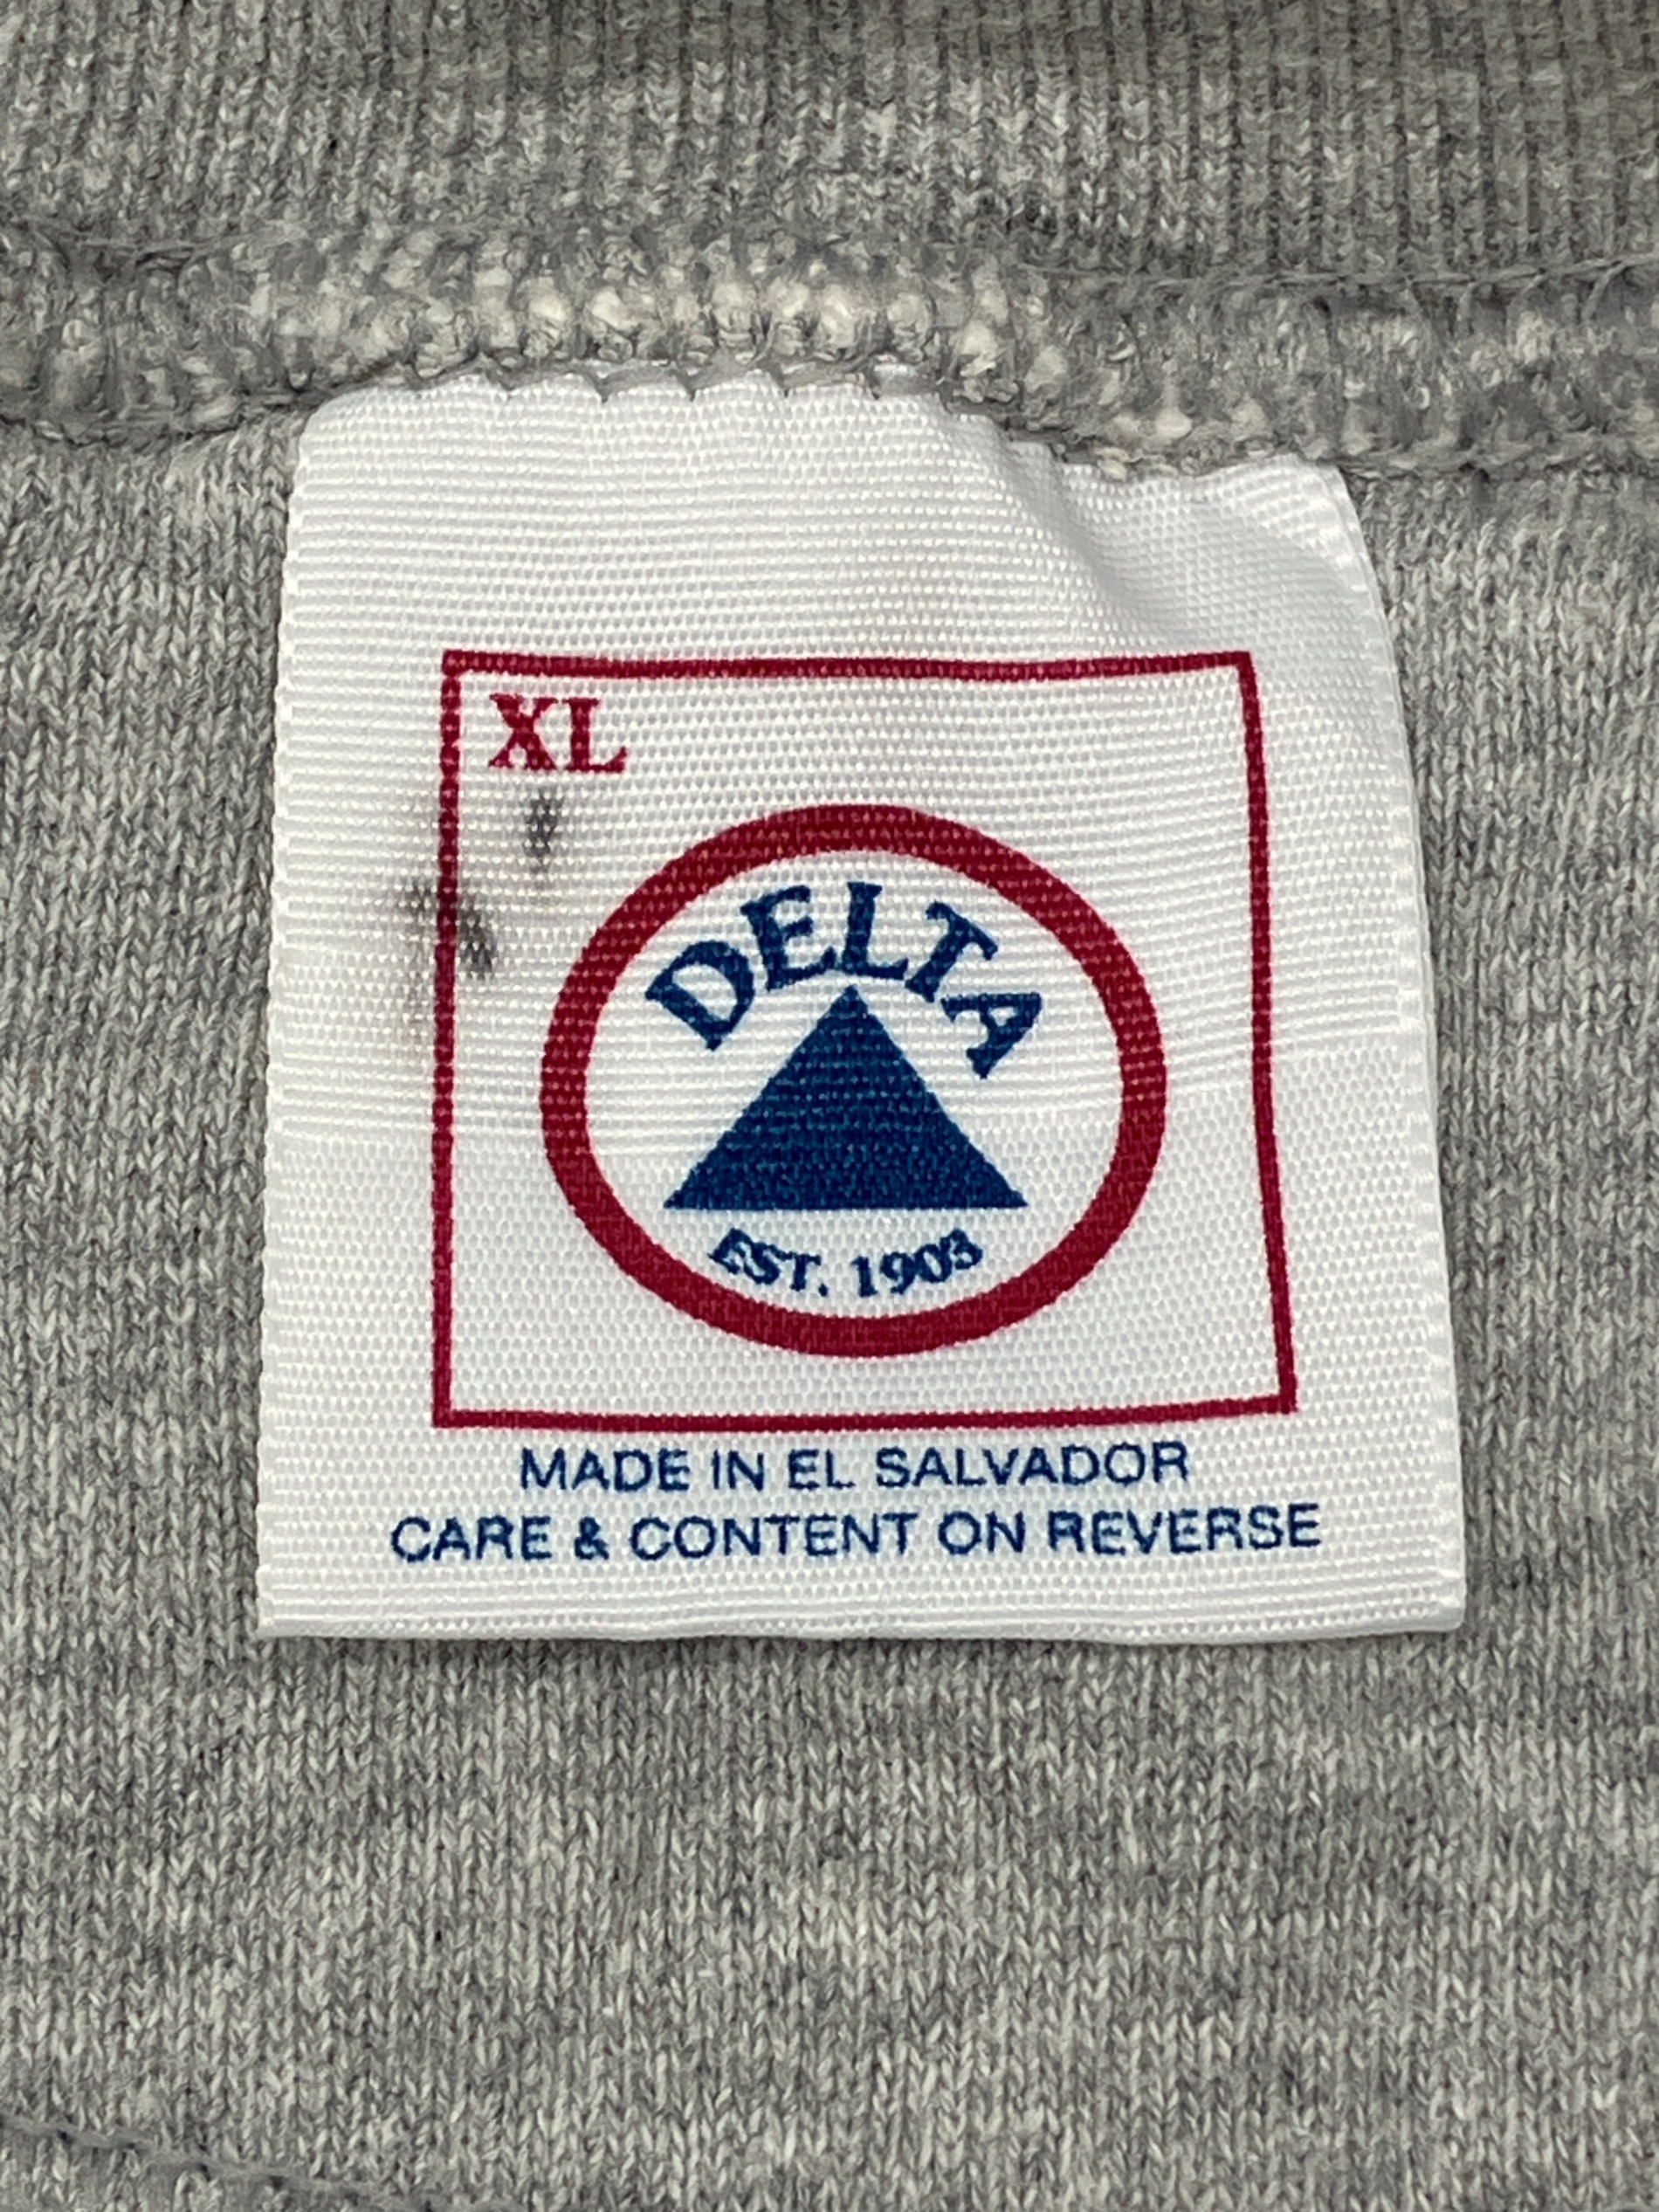 XL
DELTA
EST. 1903
MADE IN EL SALVADOR
CARE & CONTENT ON REVERSE